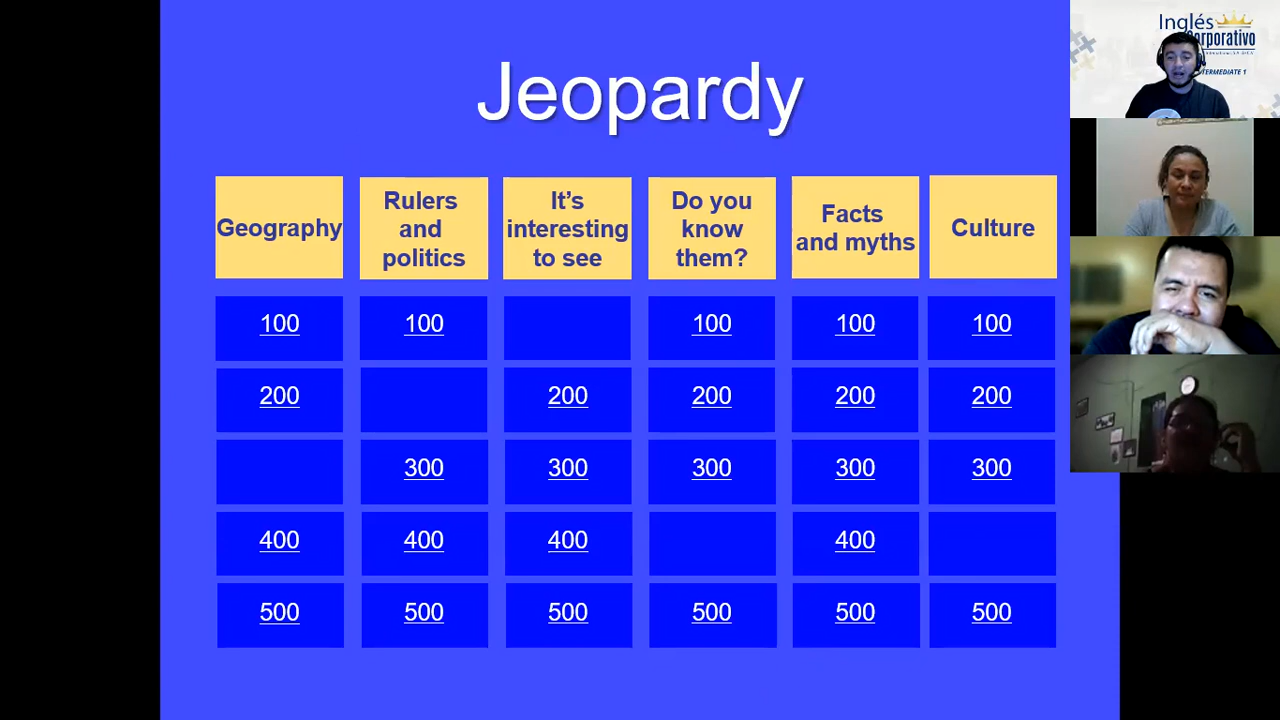 Jeopardy
Geography
Rulers
and
politics
It's
interesting
to see
Do you
know
them?
Facts
and myths
Culture
100 100 100 100 100
200 200 200 200 200
300 300 300 300 300
400 400 400 400
500 500 500 500 500 500
Inglés
Corporativo
TERMEDIATE 1